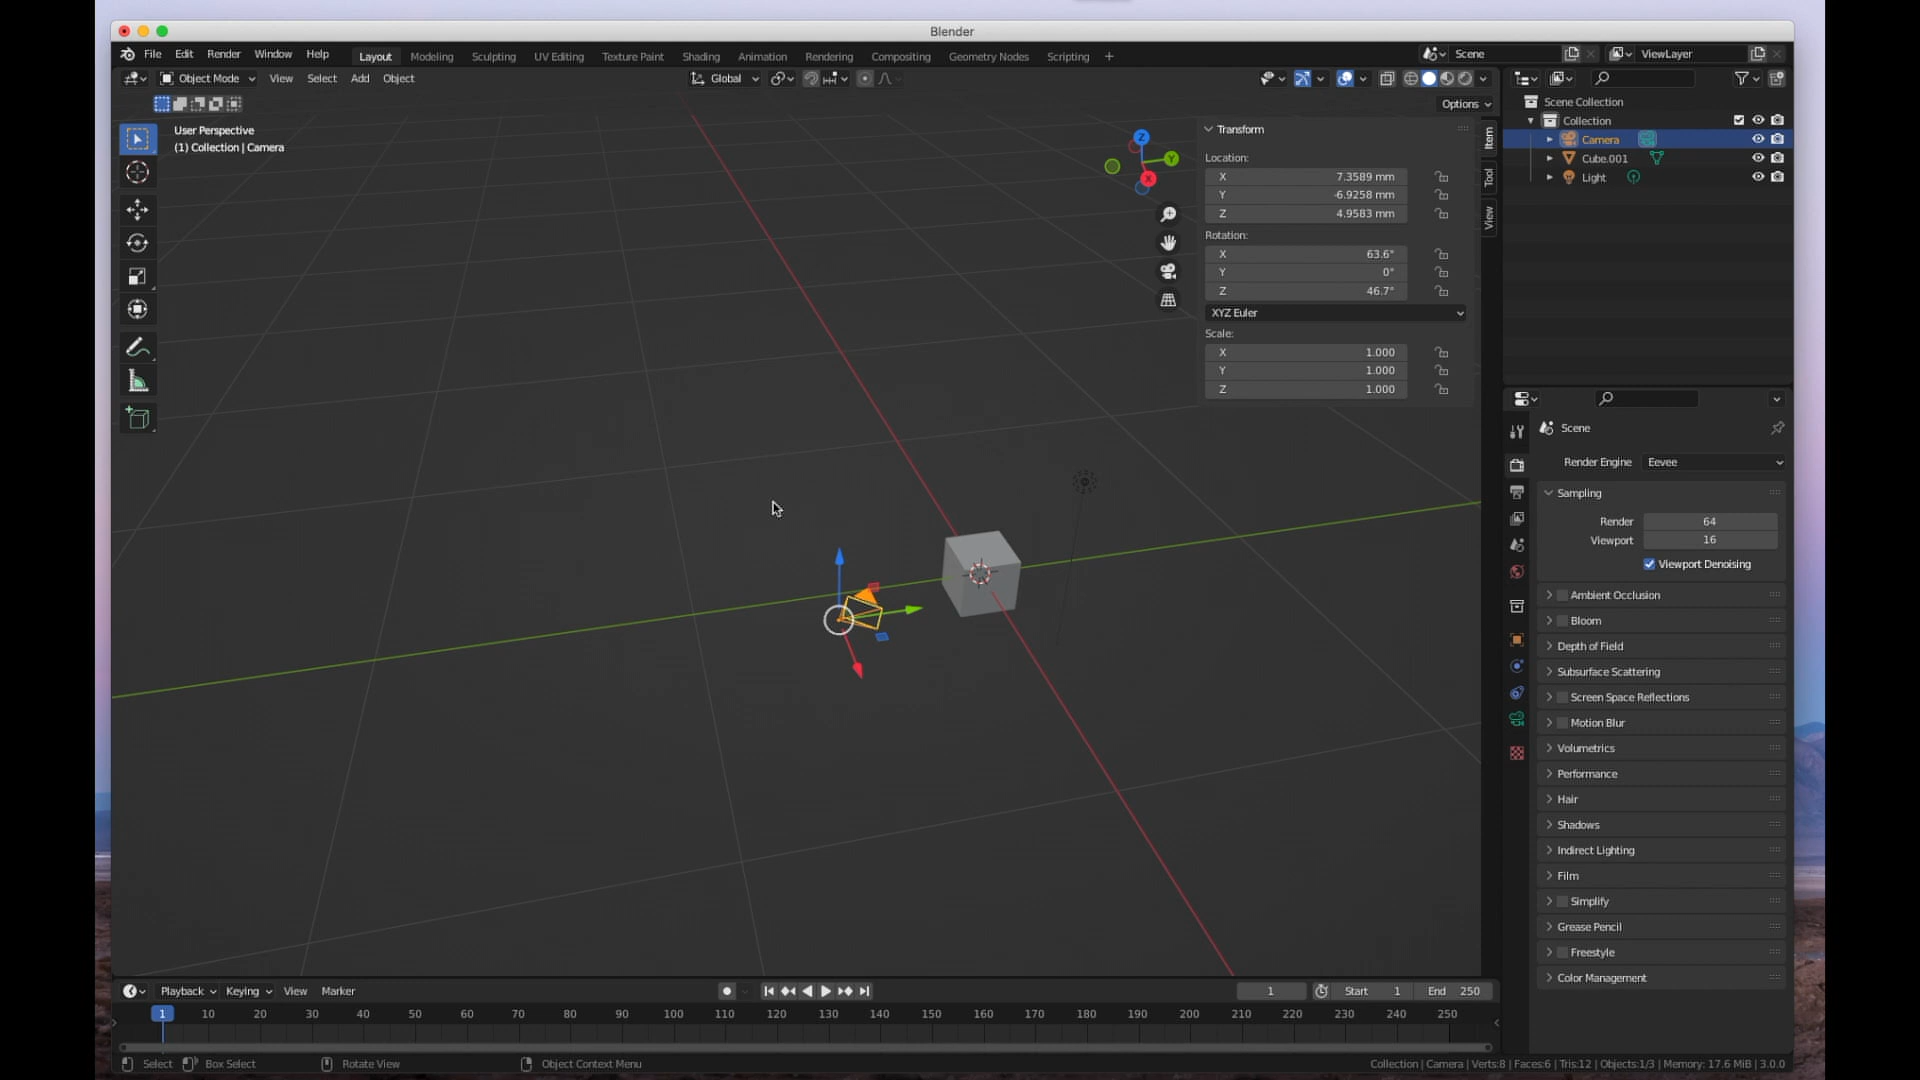 Blender
File Edit Render Window Help Layout Modeling Sculpting UV Editing Texture Paint Shading Animation Rendering Compositing Geometry Nodes Scripting + Scene ViewLayer
Object Mode View Select Add Object Global
Options
User Perspective
(1) Collection | Camera
Z
Y
X
Transform
Location:
X 7.3589 mm
Y -6.9258 mm
Z 4.9583 mm
Rotation:
X 63.6°
Y 0°
Z 46.7°
XYZ Euler
Scale:
X 1.000
Y 1.000
Z 1.000
Item
Tool
View
Scene Collection
Collection
Camera
Cube.001
Light
Scene
Render Engine Eevee
Sampling
Render 64
Viewport 16
Viewport Denoising
Ambient Occlusion
Bloom
Depth of Field
Subsurface Scattering
Screen Space Reflections
Motion Blur
Volumetrics
Performance
Hair
Shadows
Indirect Lighting
Film
Simplify
Grease Pencil
Freestyle
Color Management
Playback Keying View Marker 1 Start 1 End 250
1 10 20 30 40 50 60 70 80 90 100 110 120 130 140 150 160 170 180 190 200 210 220 230 240 250
Select Box Select Rotate View Object Context Menu Collection | Camera | Verts:8 | Faces:6 | Tris:12 | Objects:1/3 | Memory: 17.6 MiB | 3.0.0